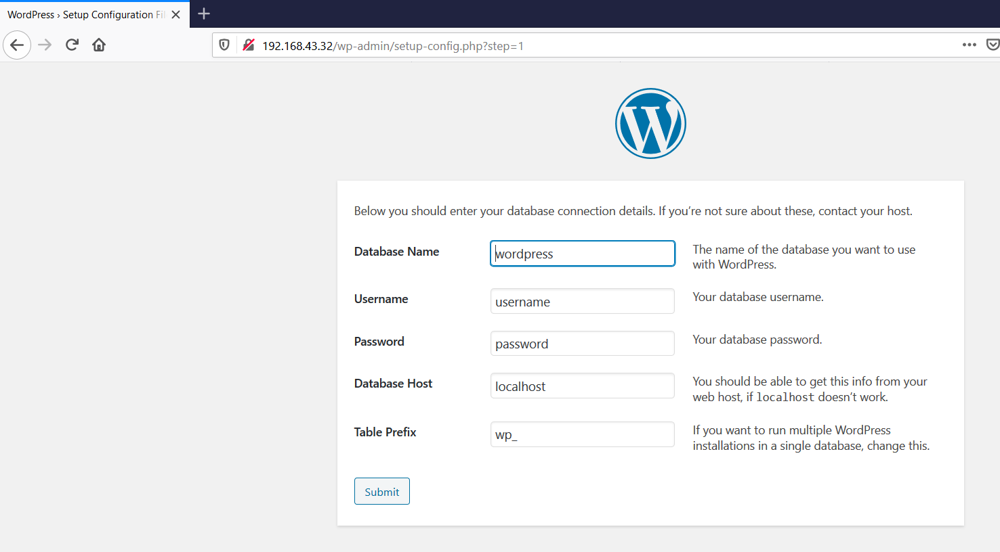 WordPress › Setup Configuration Fi
192.168.43.32/wp-admin/setup-config.php?step=1
Below you should enter your database connection details. If you’re not sure about these, contact your host.
Database Name
wordpress
The name of the database you want to use
with WordPress.
Username
username
Your database username.
Password
password
Your database password.
Database Host
localhost
You should be able to get this info from your
web host, if localhost doesn’t work.
Table Prefix
wp_
If you want to run multiple WordPress
installations in a single database, change this.
Submit